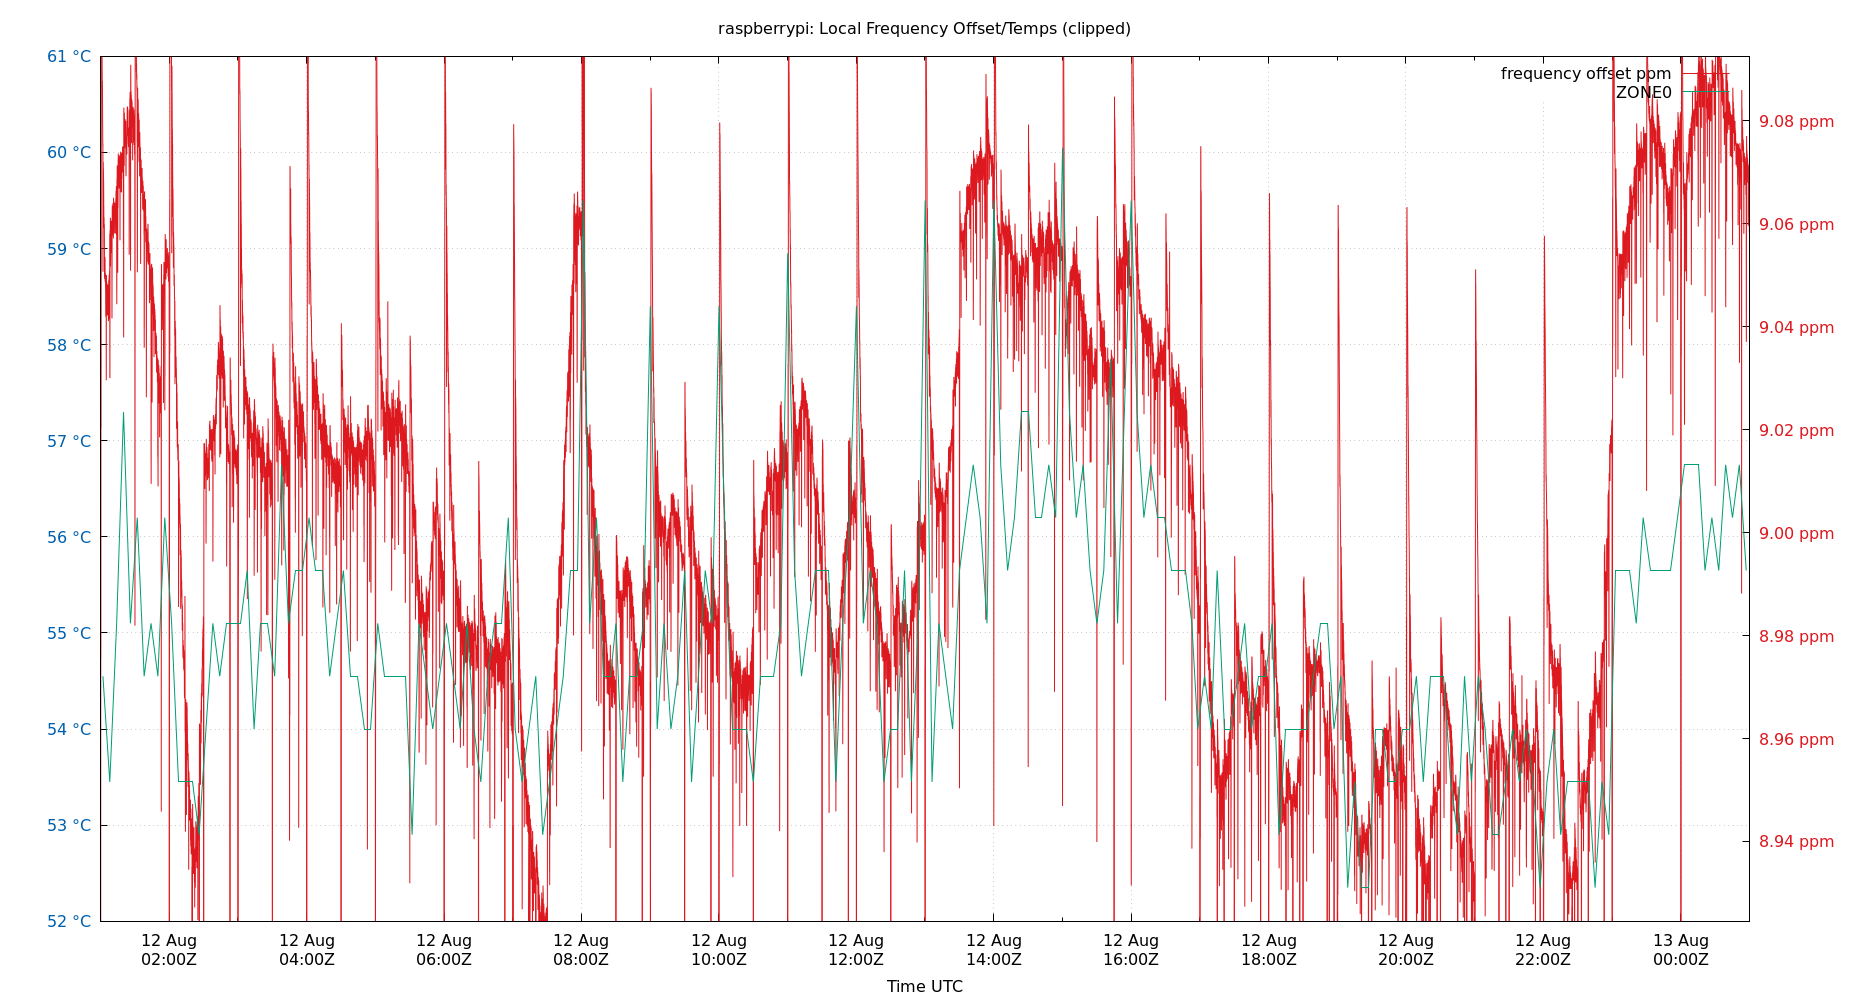 raspberrypi: Local Frequency Offset/Temps (clipped)
61 °C
60 °C
59 °C
58 °C
57 °C
56 °C
55 °C
54 °C
53 °C
52 °C
frequency offset ppm
ZONE0
9.08 ppm
9.06 ppm
9.04 ppm
9.02 ppm
9.00 ppm
8.98 ppm
8.96 ppm
8.94 ppm
12 Aug 12 Aug 12 Aug 12 Aug 12 Aug 12 Aug 12 Aug 12 Aug 12 Aug 12 Aug 12 Aug 13 Aug
02:00Z 04:00Z 06:00Z 08:00Z 10:00Z 12:00Z 14:00Z 16:00Z 18:00Z 20:00Z 22:00Z 00:00Z
Time UTC